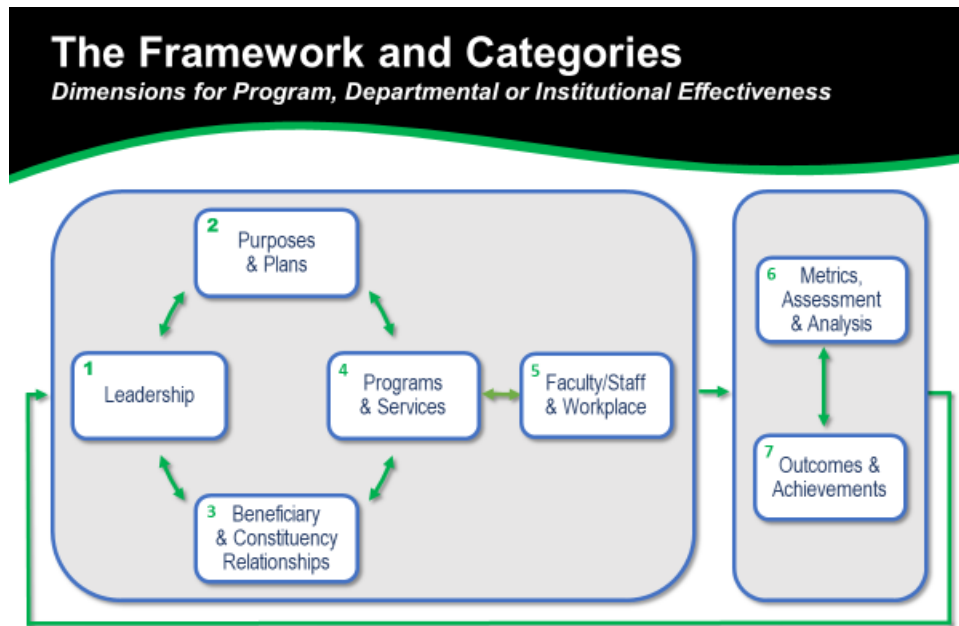 The Framework and Categories
Dimensions for Program, Departmental or Institutional Effectiveness
2
Purposes
& Plans
1
Leadership
4
Programs
& Services
5
Faculty/Staff
& Workplace
3
Beneficiary
& Constituency
Relationships
6
Metrics,
Assessment
& Analysis
7
Outcomes &
Achievements